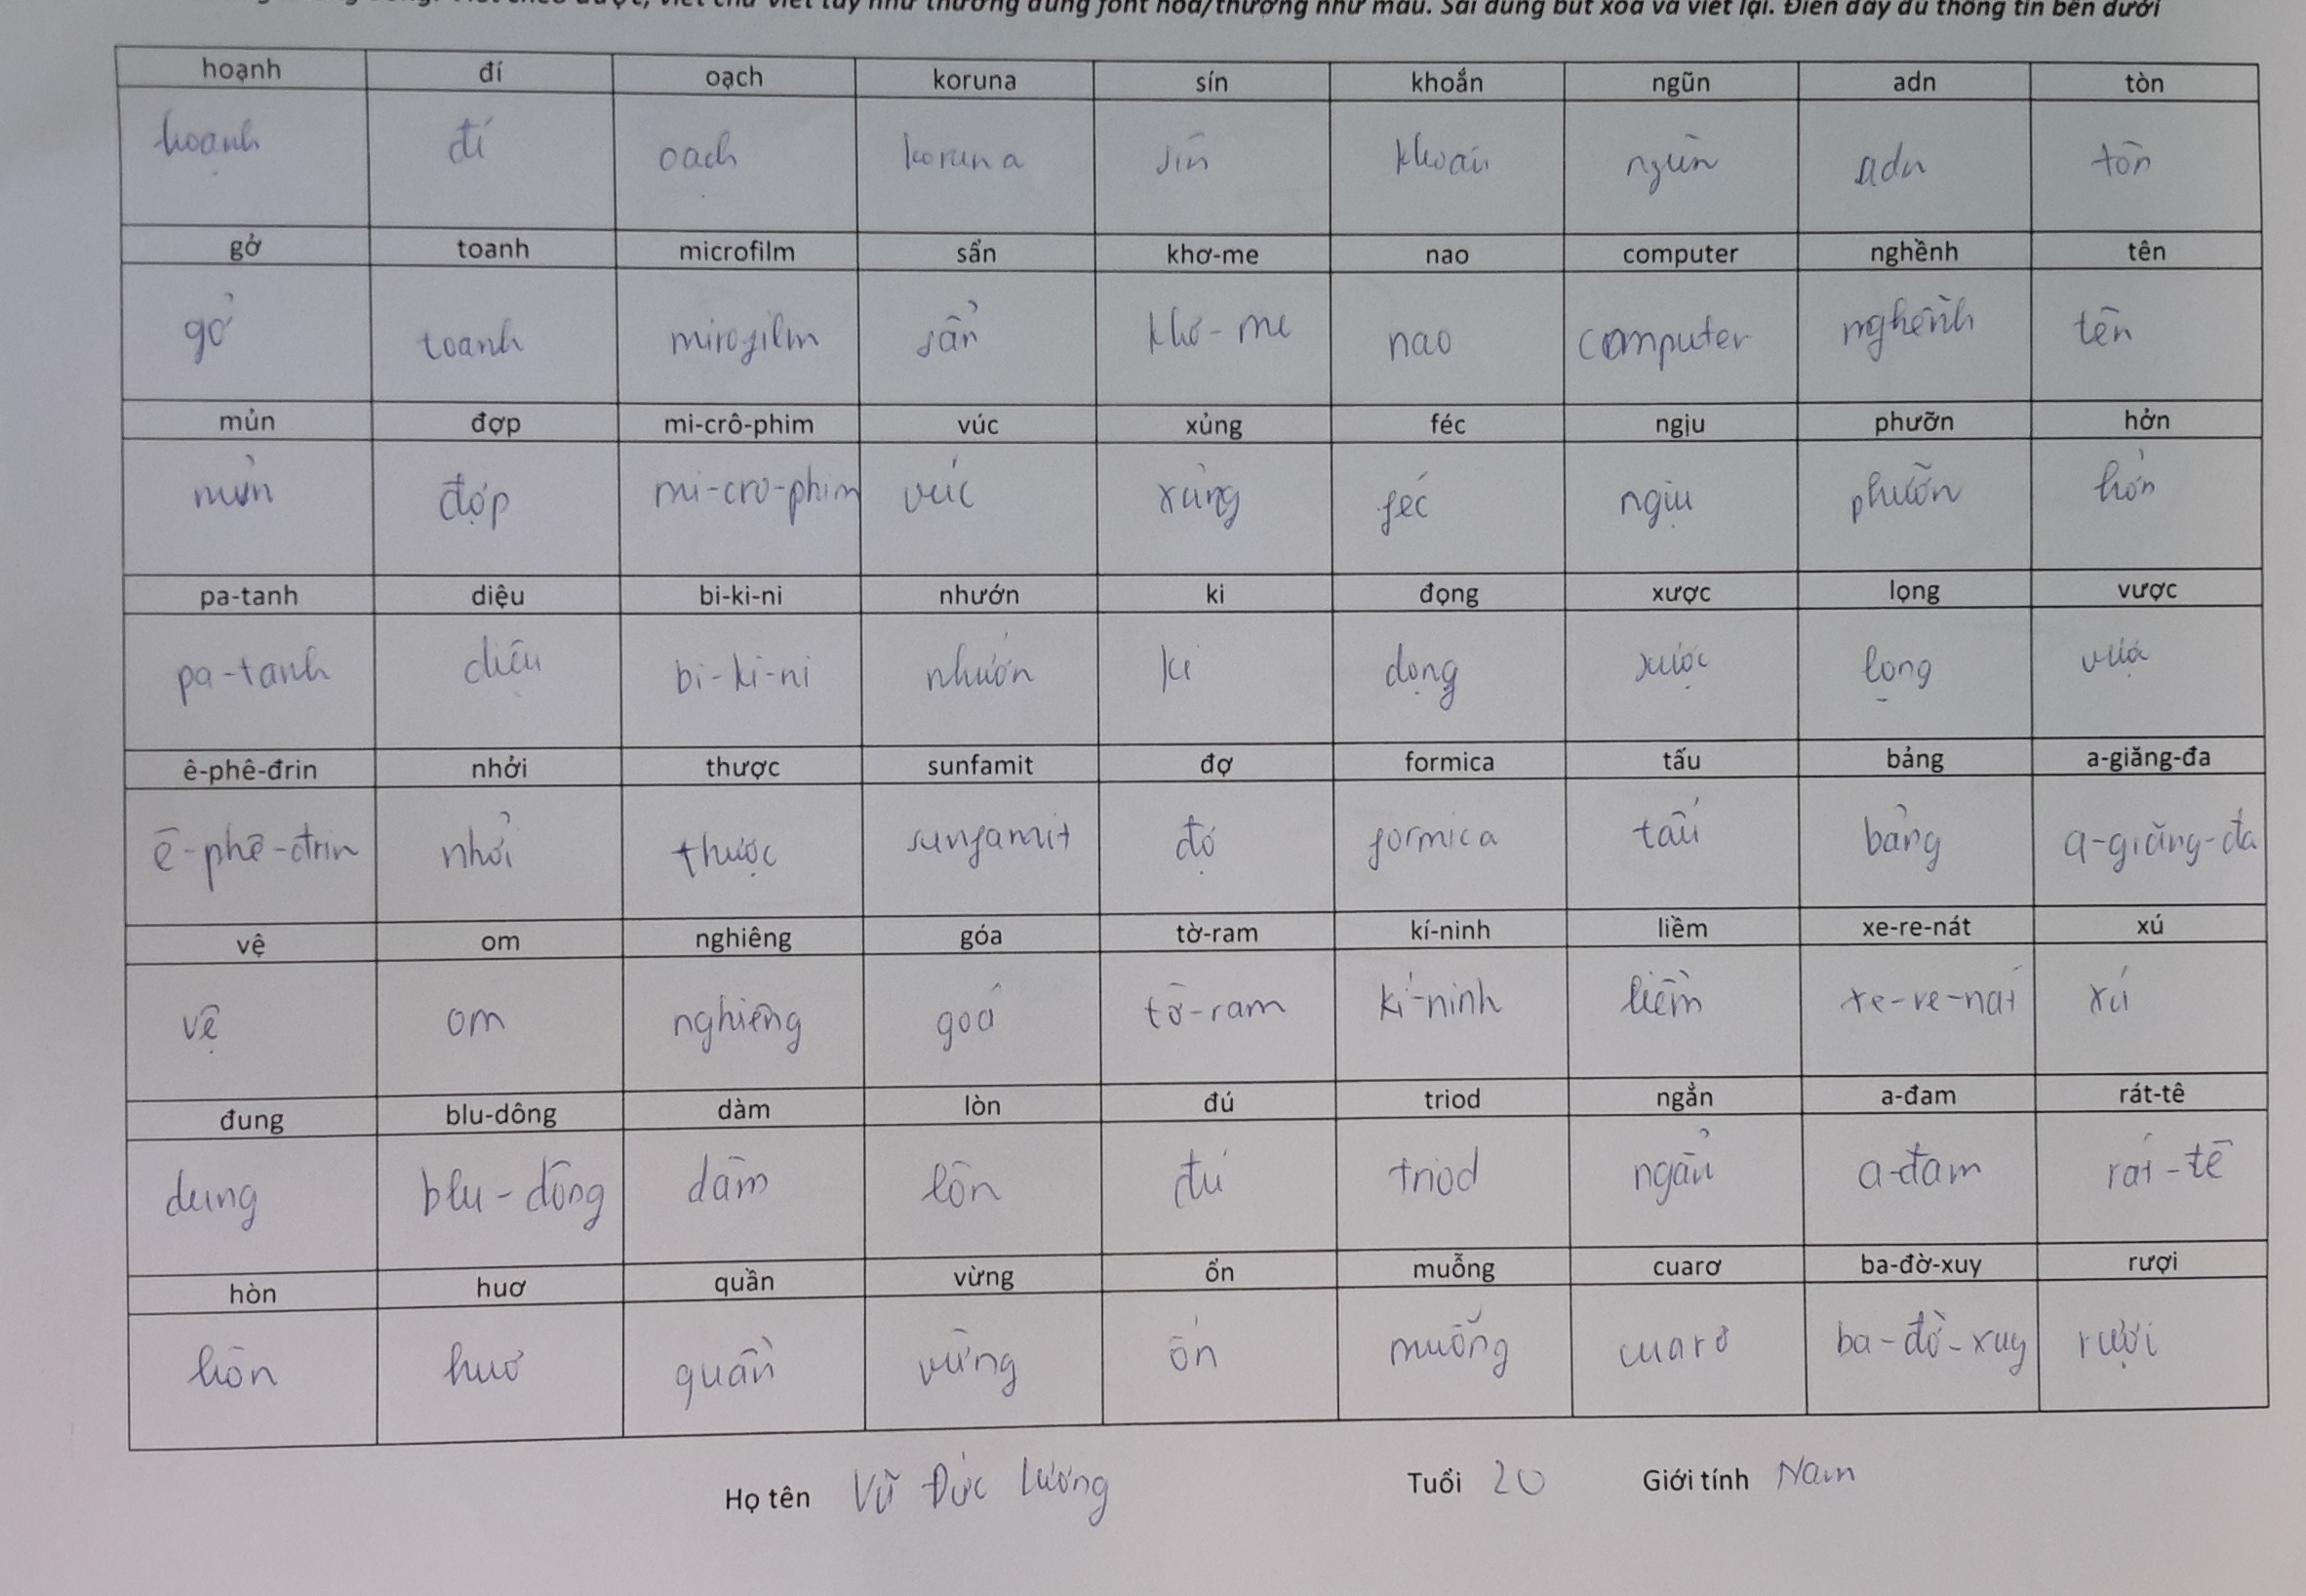 viết chữ viết tay như thường dùng font hoa/thường như mẫu. Sai dùng bút xóa và viết lại. Điền đầy đủ thông tin bên dưới
hoạnh đí oạch koruna sín khoắn ngũn adn tòn
hoạnh đí oạch koruna sín khoắn ngũn adn tòn
gở toanh microfilm sẩn khơ-me nao computer nghềnh tên
gở toanh mirofilm sẩn khơ-me nao computer nghềnh tên
mủn đợp mi-crô-phim vúc xủng féc ngịu phưỡn hởn
mủn đợp mi-cro-phim vúc xủng féc ngịu phưỡn hởn
pa-tanh diệu bi-ki-ni nhướn ki đọng xược lọng vược
pa-tanh diệu bi-ki-ni nhướn ki dọng xược lọng
ê-phê-đrin nhởi thược sunfamit đợ formica tấu bảng a-giăng-đa
ê-phê-đrin nhởi thược sunfamit đợ formica tấu bảng a-giăng-đa
vệ om nghiêng góa tờ-ram kí-ninh liềm xe-re-nát xú
vệ om nghiêng goá tờ-ram kí-ninh liềm xe-re-nát xú
đung blu-dông dàm lòn đú triod ngẳn a-đam rát-tê
dung blu-dông dàm lòn đú triod ngẳn a-đam rát-tê
hòn huơ quần vừng ổn muỗng cuarơ ba-đờ-xuy rượi
hòn huơ quần vừng ổn muỗng cuarơ ba-đờ-xuy rượi
Họ tên Vũ Đức Lương Tuổi 20 Giới tính Nam